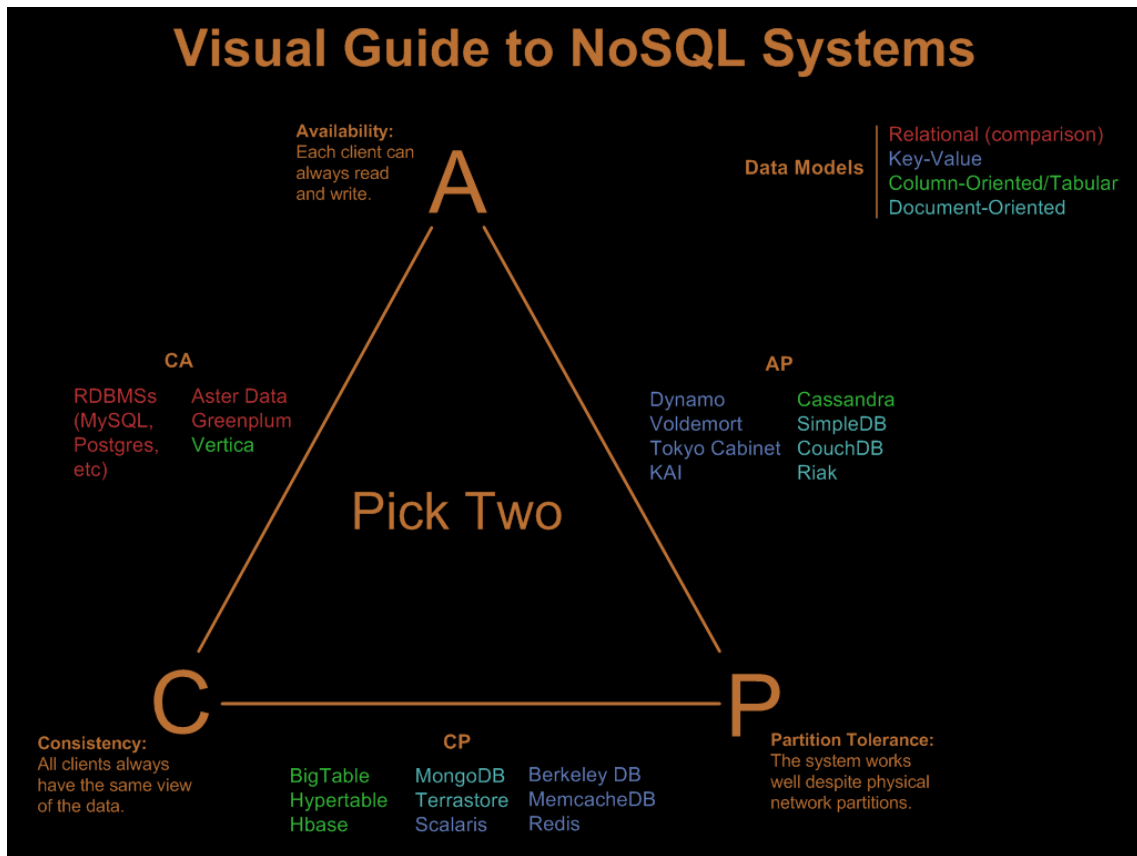 Visual Guide to NoSQL Systems
Availability:
Each client can
always read
and write.
A
Data Models
Relational (comparison)
Key-Value
Column-Oriented/Tabular
Document-Oriented
CA
RDBMSs
(MySQL,
Postgres,
etc)
Aster Data
Greenplum
Vertica
AP
Dynamo
Voldemort
Tokyo Cabinet
KAI
Cassandra
SimpleDB
CouchDB
Riak
Pick Two
C
Consistency:
All clients always
have the same view
of the data.
CP
BigTable
Hypertable
Hbase
MongoDB
Terrastore
Scalaris
Berkeley DB
MemcacheDB
Redis
P
Partition Tolerance:
The system works
well despite physical
network partitions.